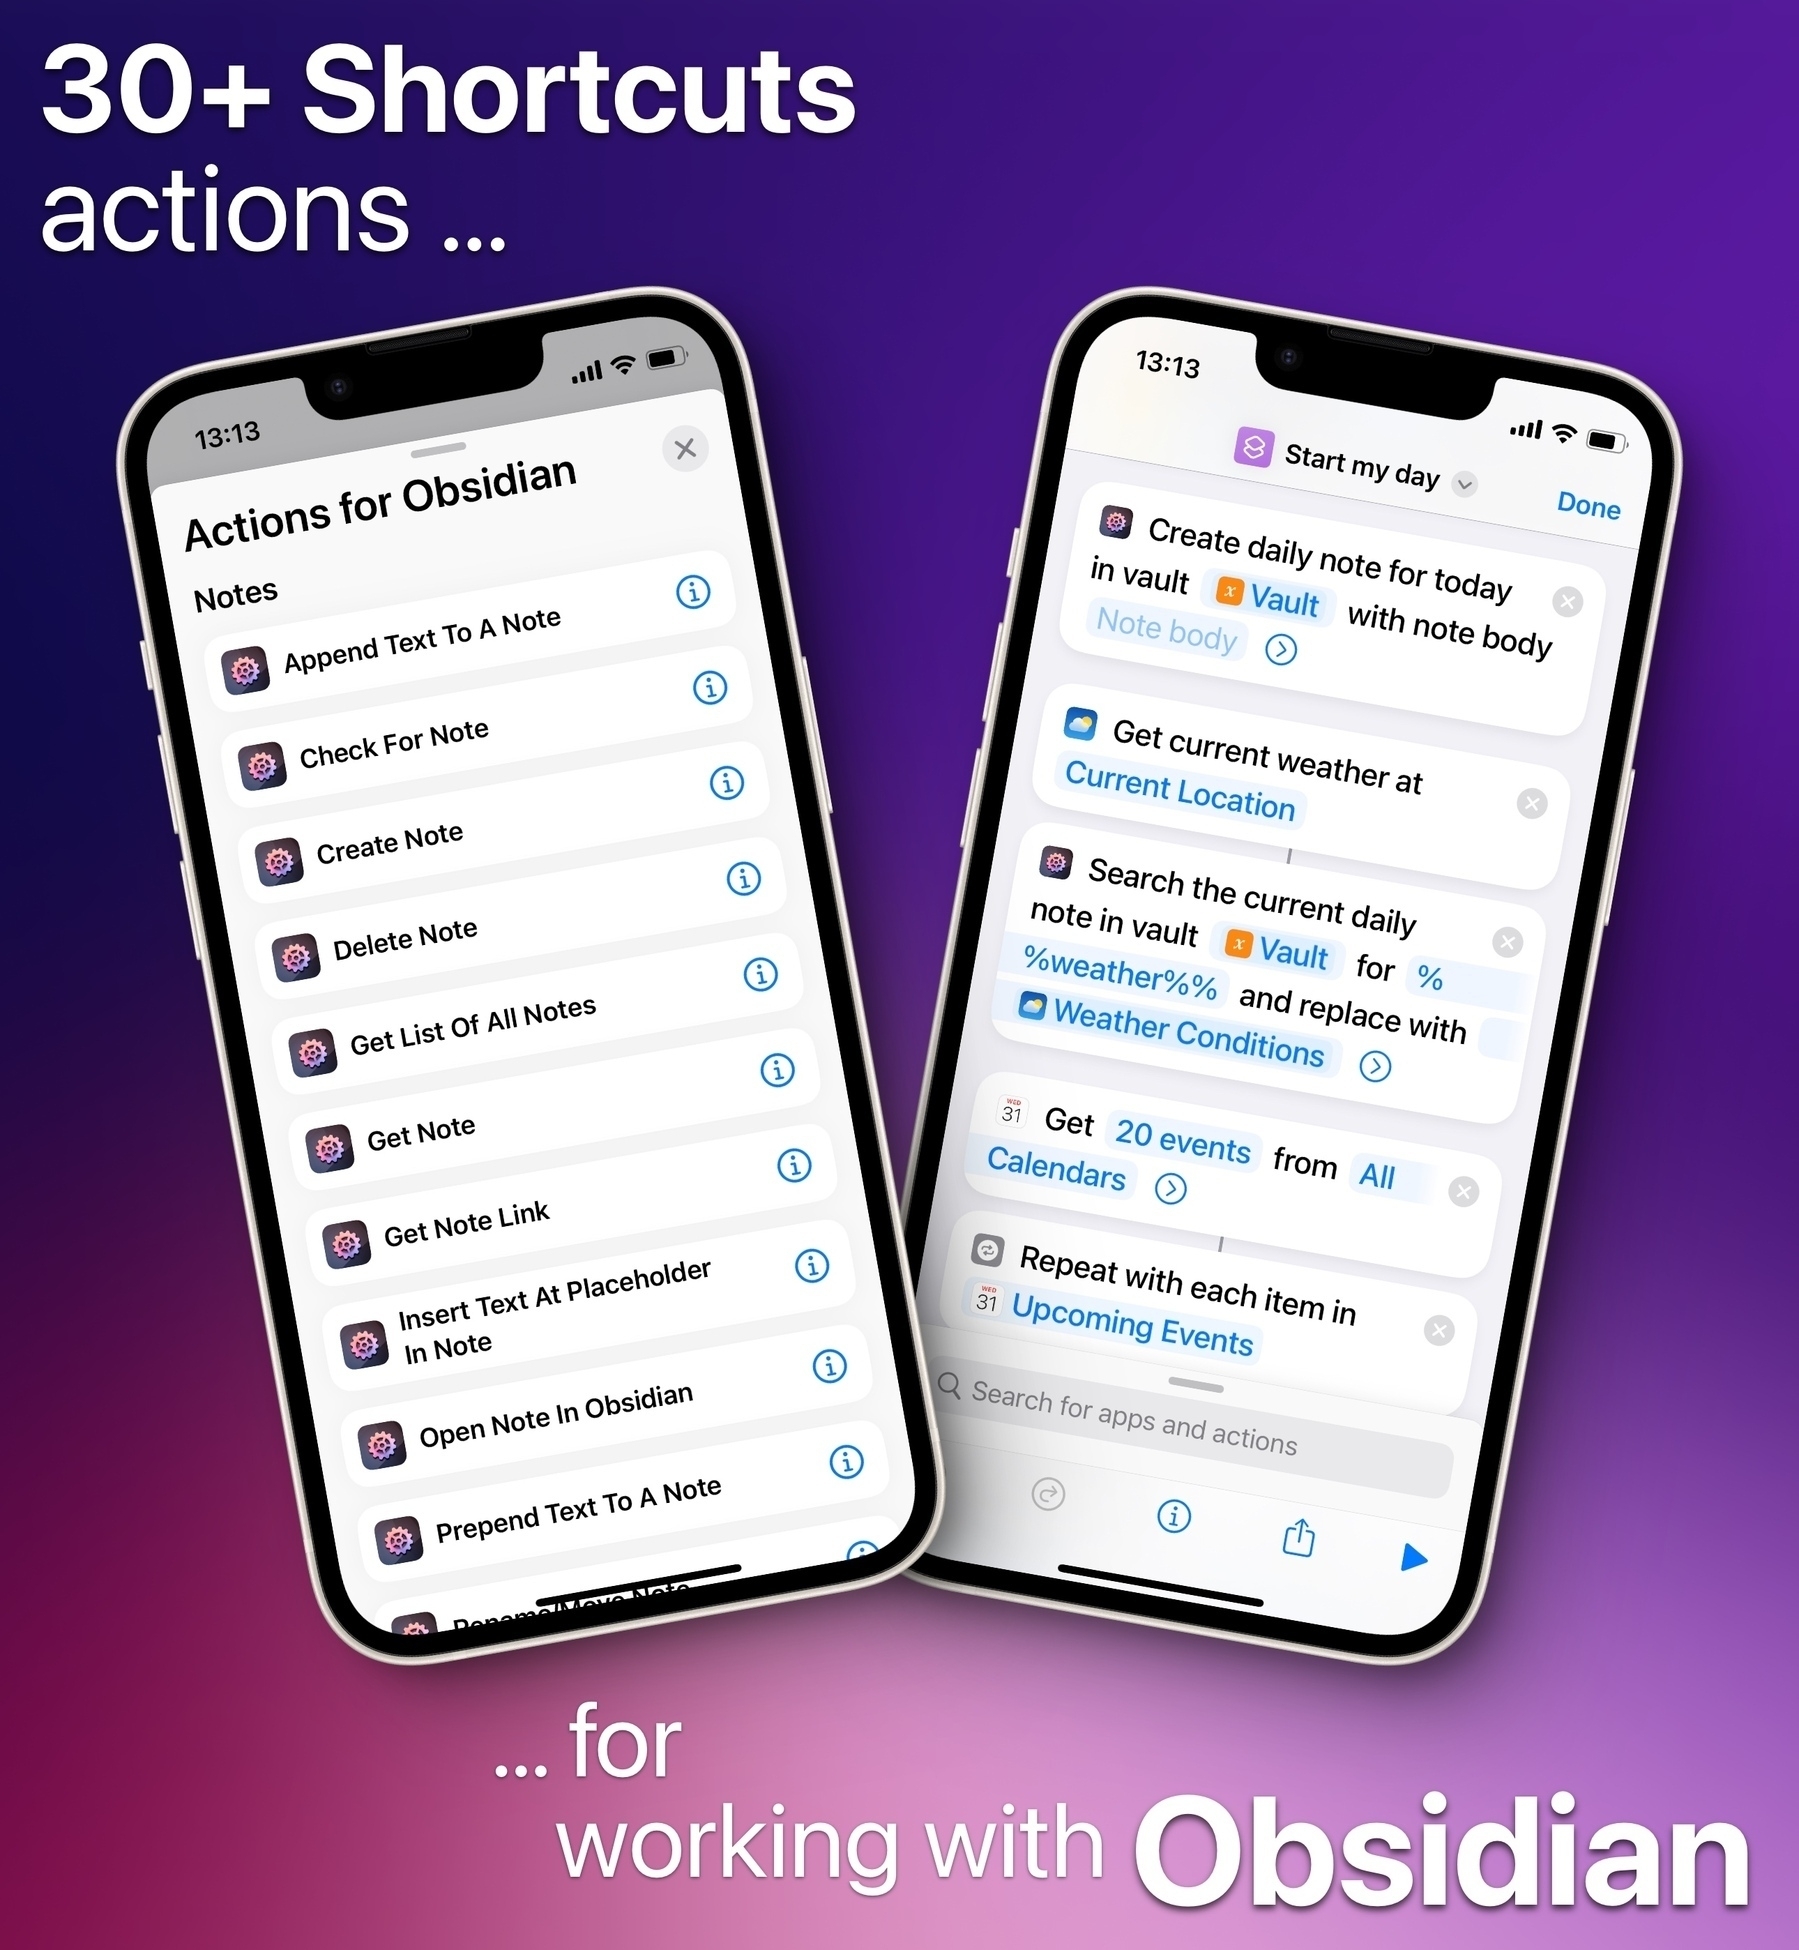 30+ Shortcuts
actions ...
13:13
Actions for Obsidian
Notes
Append Text To A Note
Check For Note
Create Note
Delete Note
Get List Of All Notes
Get Note
Get Note Link
Insert Text At Placeholder
In Note
Open Note In Obsidian
Prepend Text To A Note
Rename/Move Note
13:13
Start my day
Done
Create daily note for today
in vault x Vault with note body
Note body
Get current weather at
Current Location
Search the current daily
note in vault x Vault for %
%weather%% and replace with
Weather Conditions
WED
31 Get 20 events from All
Calendars
Repeat with each item in
WED
31 Upcoming Events
Search for apps and actions
... for
working with Obsidian